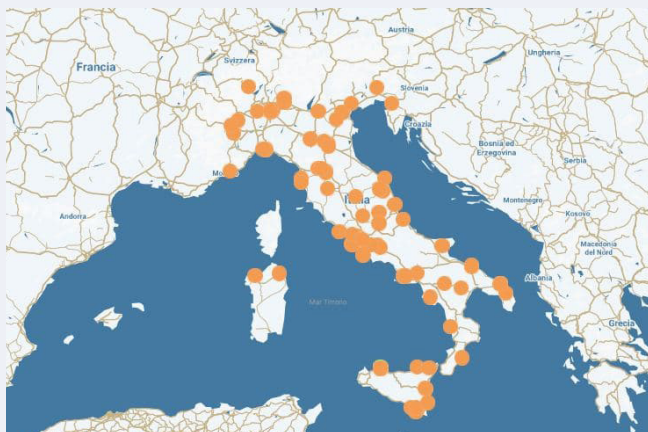 Austria
Francia
Svizzera
Ungheria
Slovenia
Croazia
Bosnia ed
Erzegovina
Serbia
Mo
Italia
Montenegro
Kosovo
Andorra
Macedonia
del Nord
Albania
Mar Tirreno
Grecia